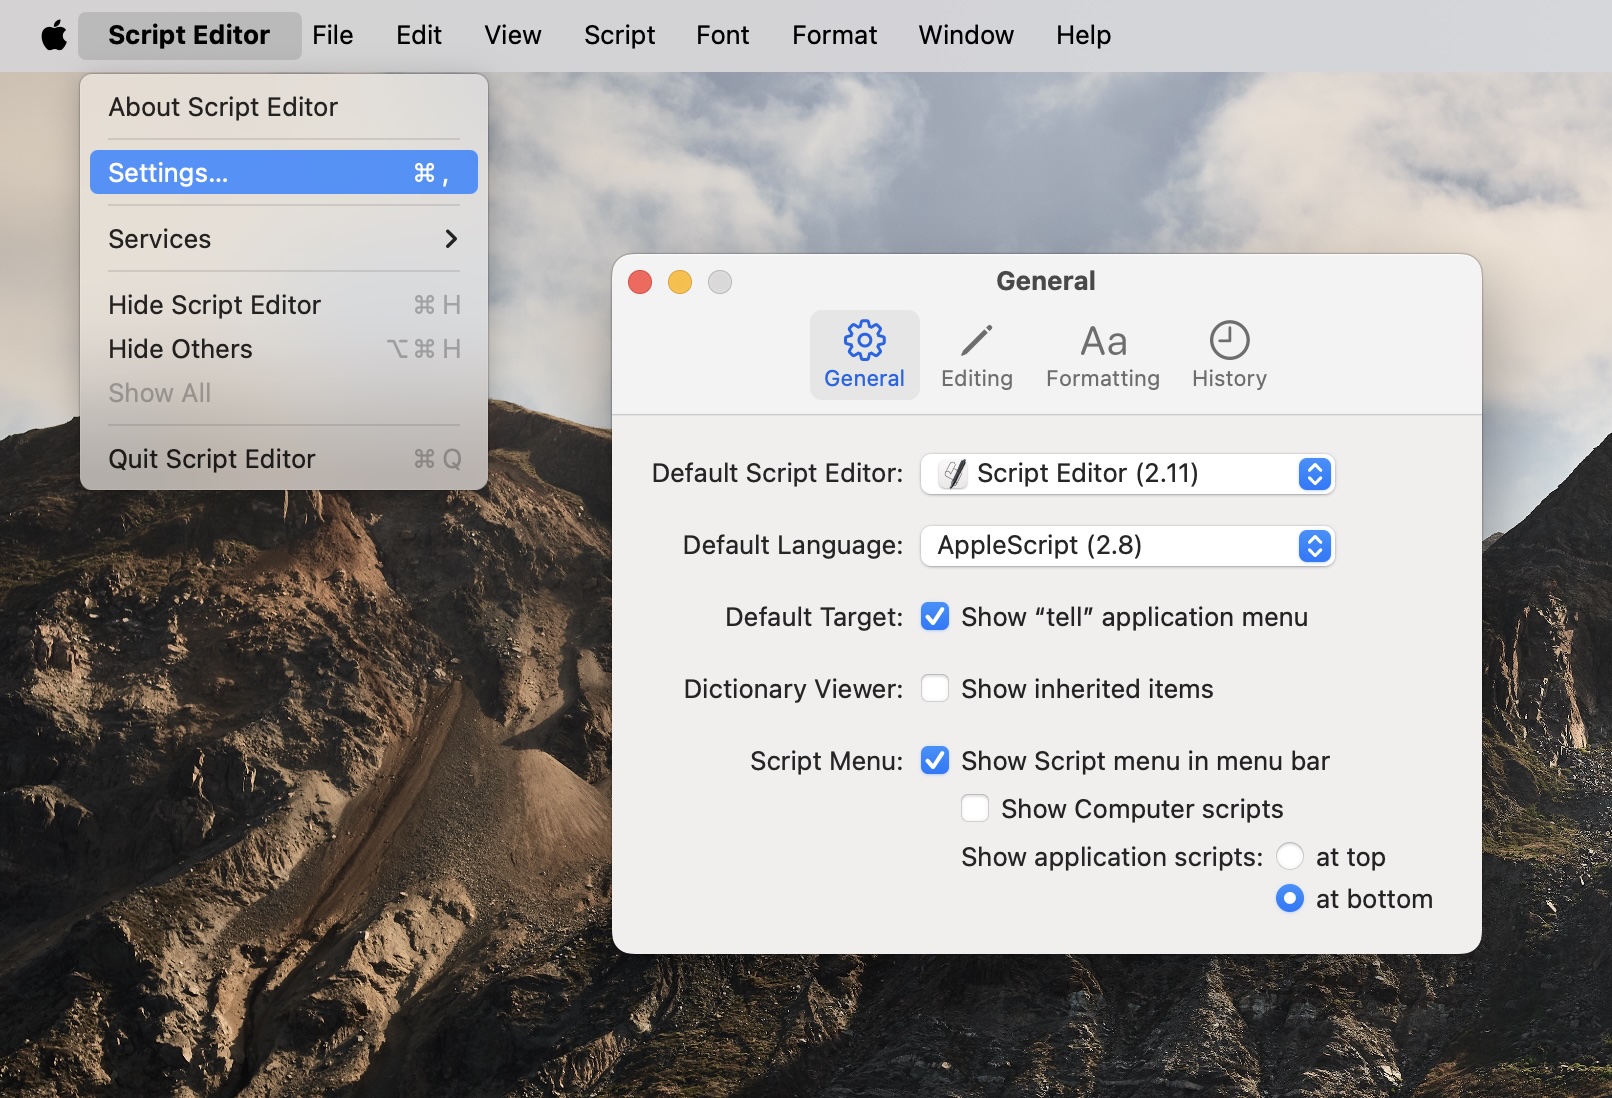 Script Editor File Edit View Script Font Format Window Help
About Script Editor
Settings... ⌘ ,
Services
Hide Script Editor ⌘ H
Hide Others ⌥ ⌘ H
Show All
Quit Script Editor ⌘ Q
General
General Editing Formatting History
Aa
Default Script Editor: Script Editor (2.11)
Default Language: AppleScript (2.8)
Default Target: Show “tell” application menu
Dictionary Viewer: Show inherited items
Script Menu: Show Script menu in menu bar
Show Computer scripts
Show application scripts: at top
at bottom